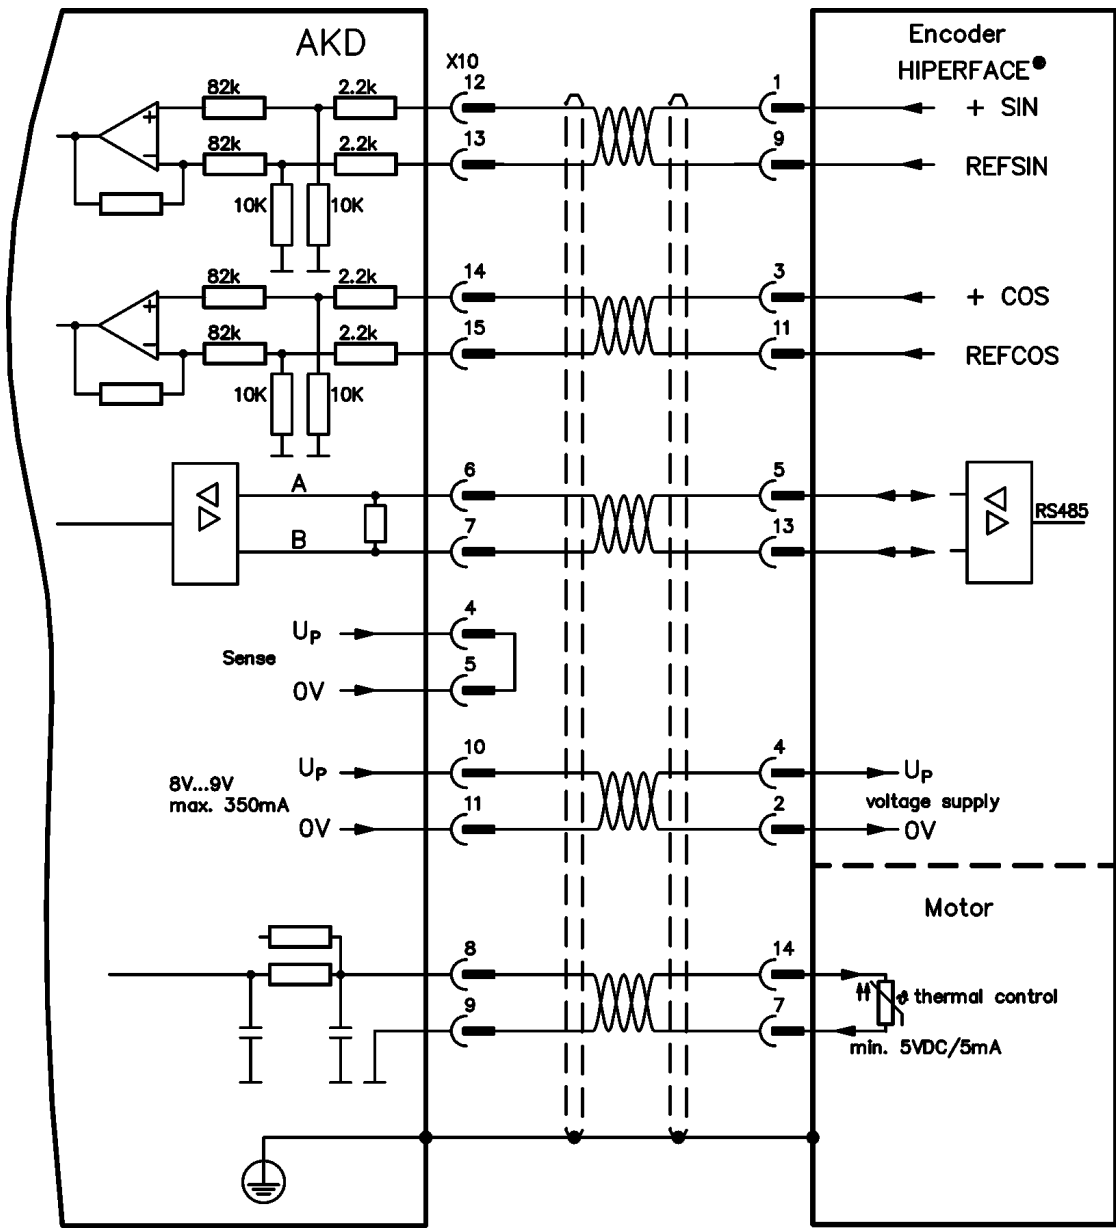 AKD
X10
Encoder
HIPERFACE®
82k
2.2k
12
1
+ SIN
+
82k
2.2k
13
9
REFSIN
-
10K
10K
82k
2.2k
14
3
+ COS
+
82k
2.2k
15
11
REFCOS
-
10K
10K
A
6
5
B
7
13
RS485
UP
4
Sense
0V
5
UP
10
4
UP
8V...9V
max. 350mA
voltage supply
0V
11
2
0V
Motor
8
14
ϑ thermal control
9
7
min. 5VDC/5mA